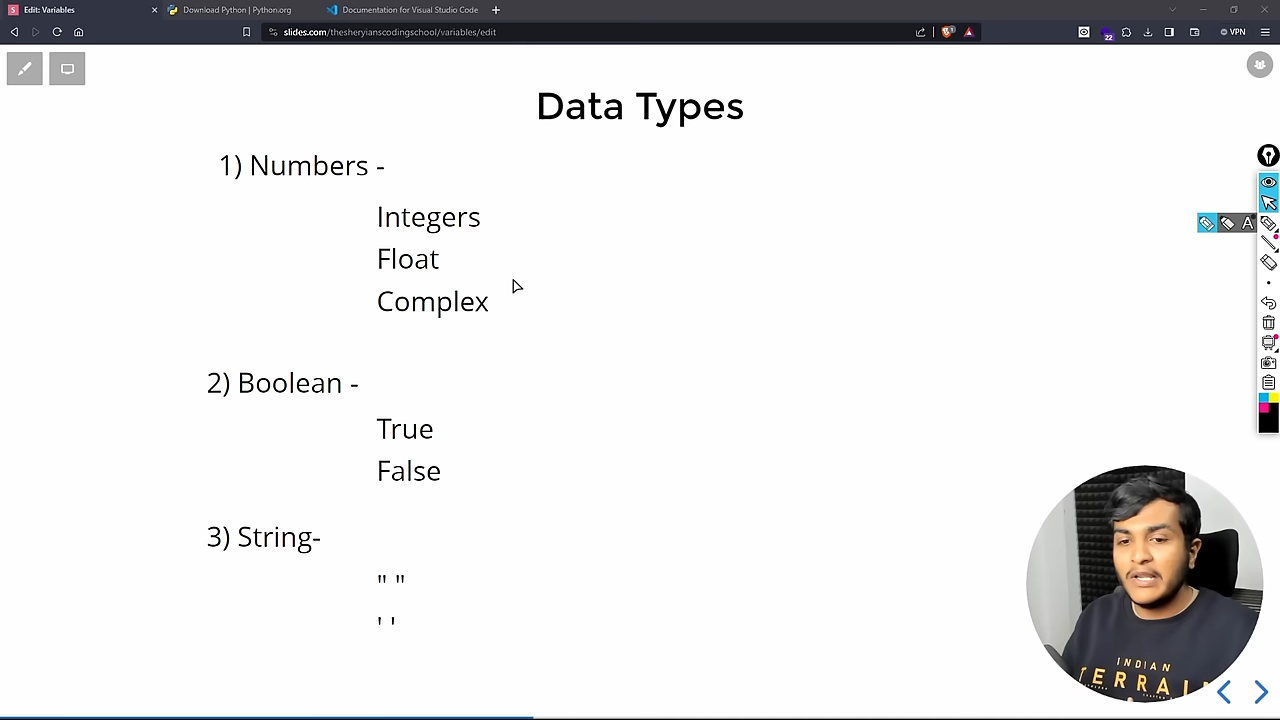 Edit: Variables
Download Python | Python.org
Documentation for Visual Studio Code
slides.com/thesheryianscodingschool/variables/edit
22
VPN
Data Types
1) Numbers -
Integers
Float
Complex
A
2) Boolean -
True
False
3) String-
" "
' '
INDIAN
TERRAI